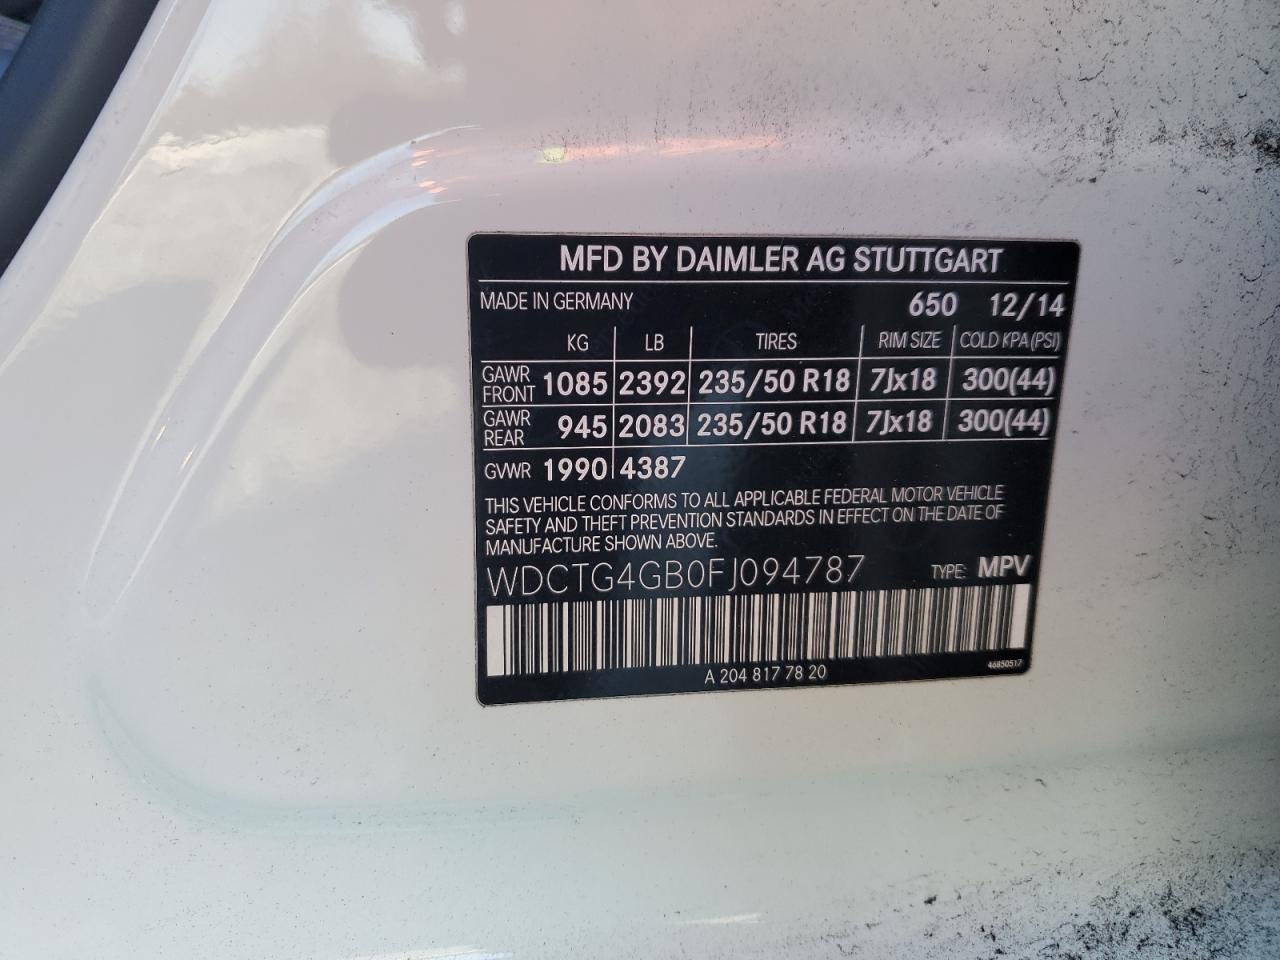 MFD BY DAIMLER AG STUTTGART
MADE IN GERMANY 650 12/14
KG LB TIRES RIM SIZE COLD KPA (PSI)
GAWR FRONT 1085 2392 235/50 R18 7Jx18 300(44)
GAWR REAR 945 2083 235/50 R18 7Jx18 300(44)
GVWR 1990 4387
THIS VEHICLE CONFORMS TO ALL APPLICABLE FEDERAL MOTOR VEHICLE
SAFETY AND THEFT PREVENTION STANDARDS IN EFFECT ON THE DATE OF
MANUFACTURE SHOWN ABOVE.
WDCTG4GB0FJ094787 TYPE: MPV
A 204 817 78 20 46850517